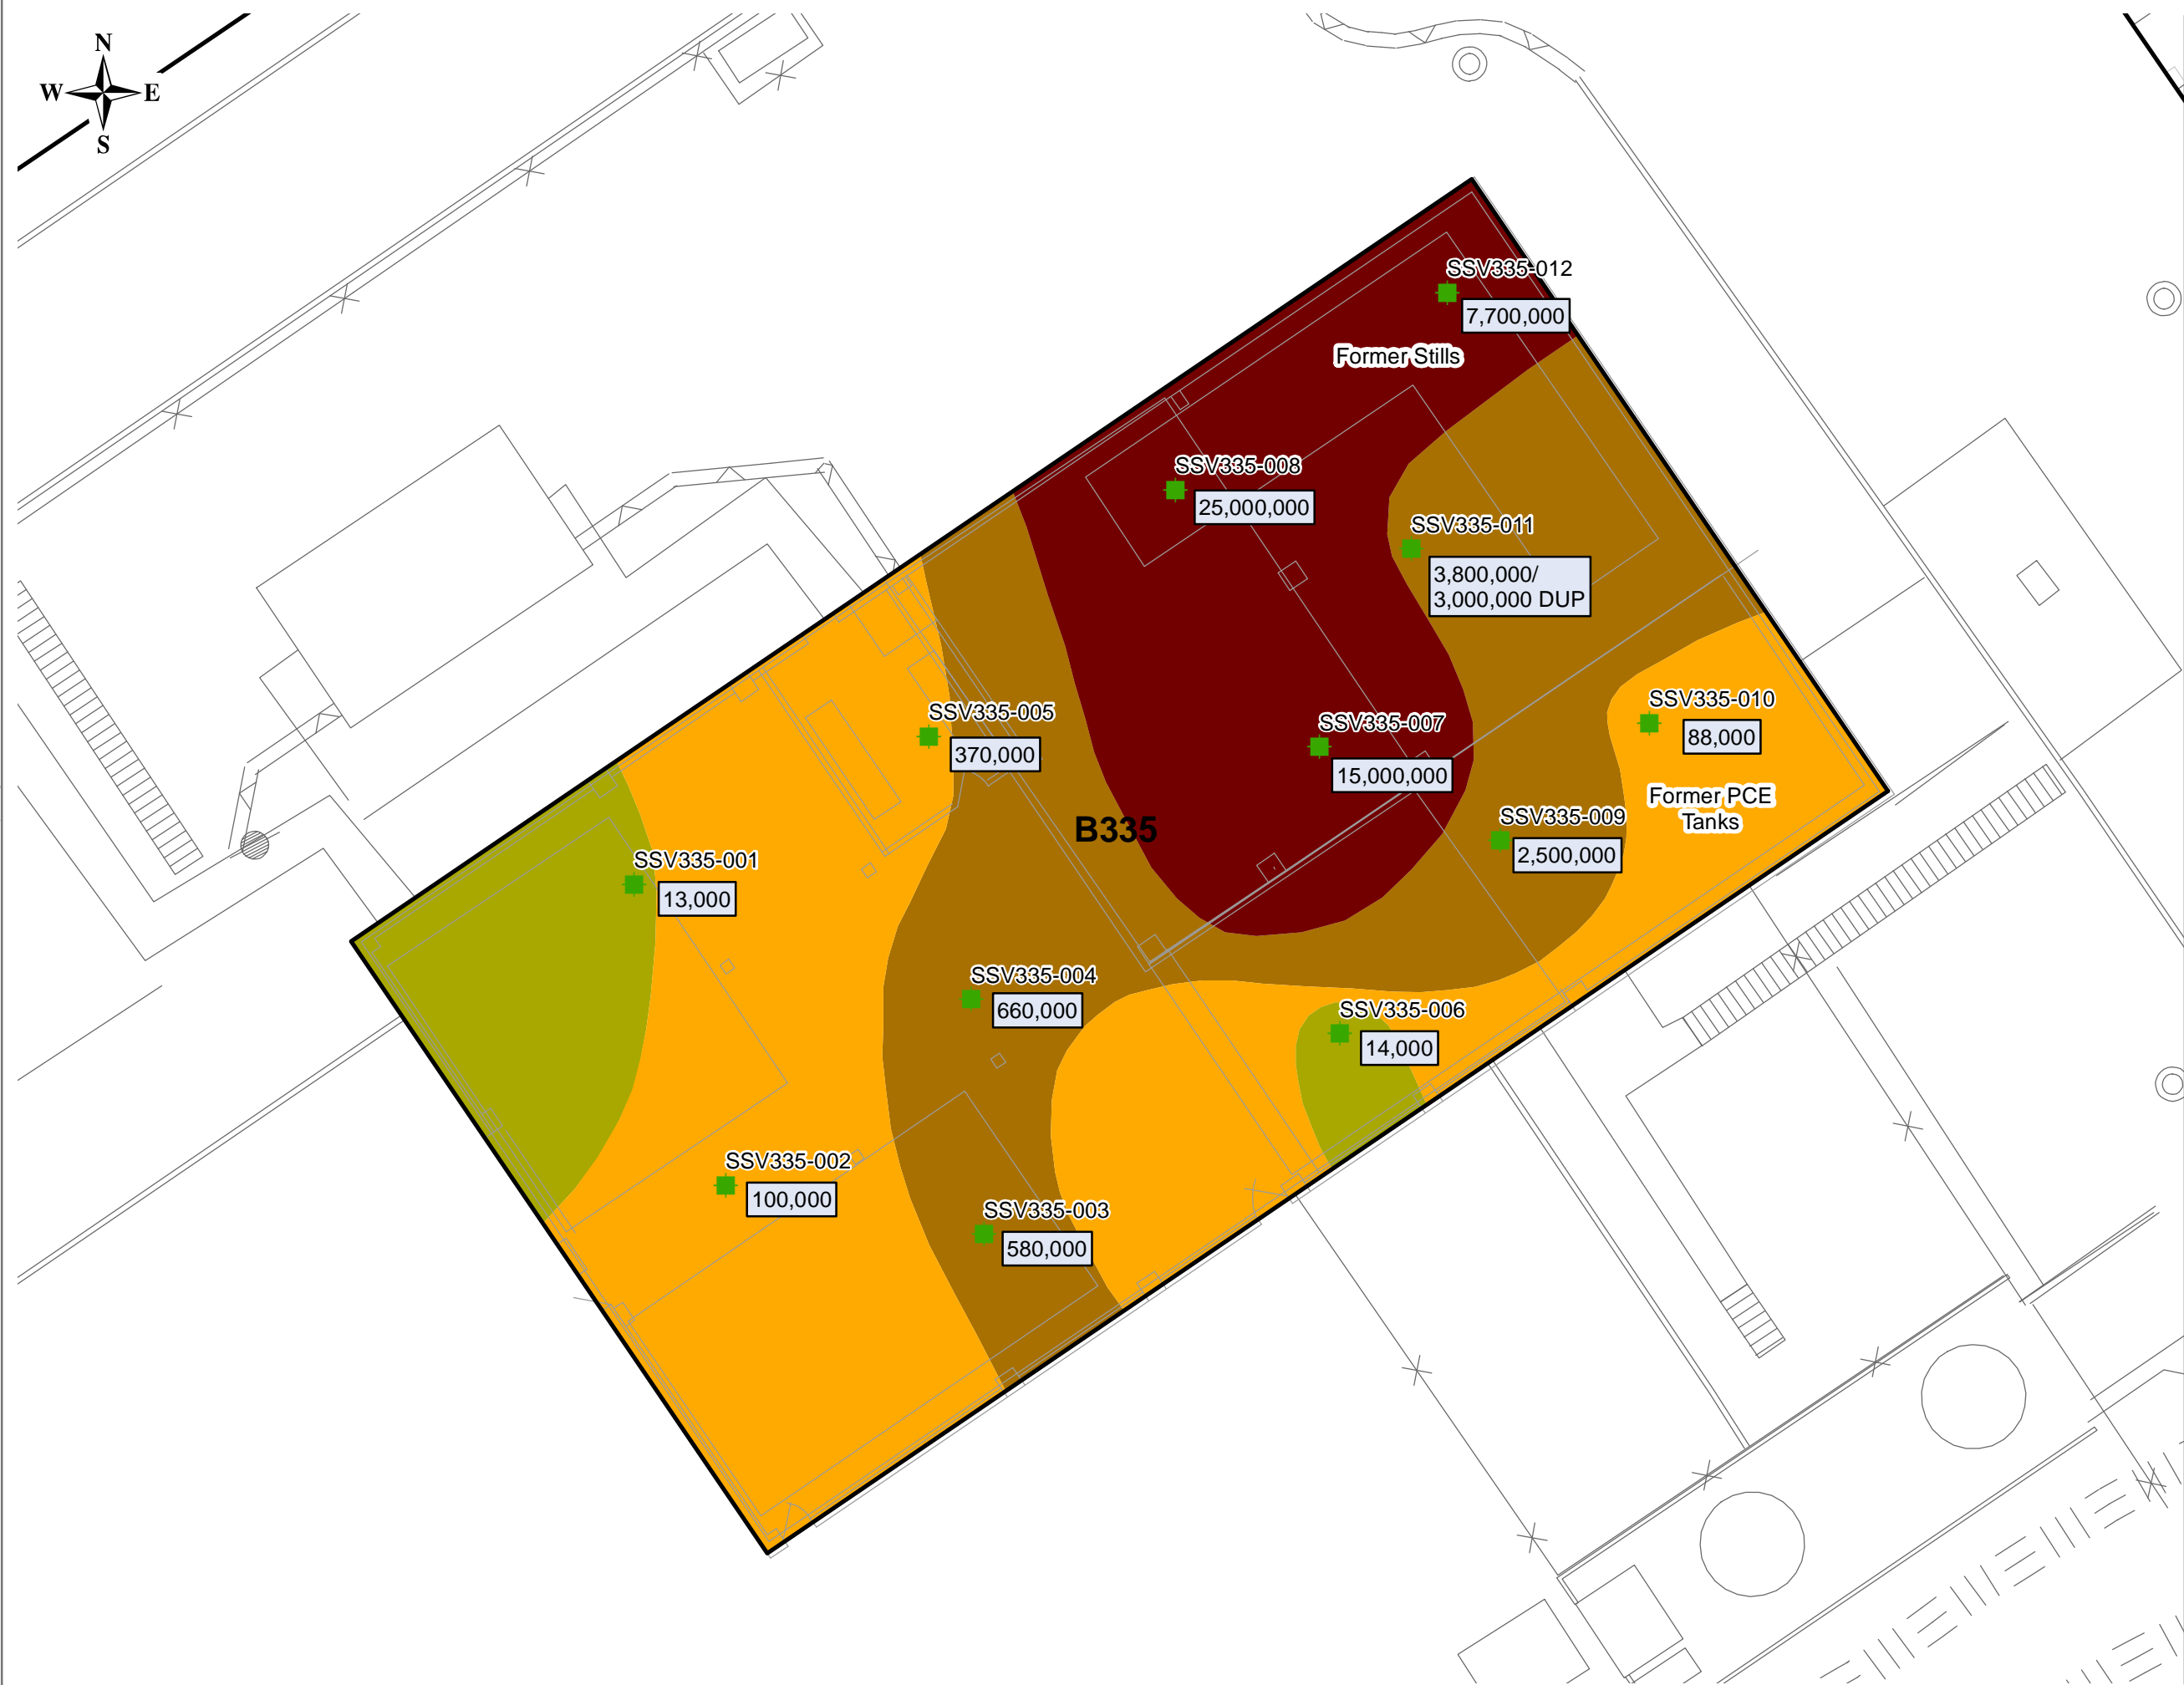 N
W E
S
SSV335-012
7,700,000
Former Stills
SSV335-008
25,000,000
SSV335-011
3,800,000/
3,000,000 DUP
SSV335-010
88,000
SSV335-005
370,000
SSV335-007
15,000,000
Former PCE
Tanks
SSV335-009
2,500,000
B335
SSV335-001
13,000
SSV335-004
660,000
SSV335-006
14,000
SSV335-002
100,000
SSV335-003
580,000